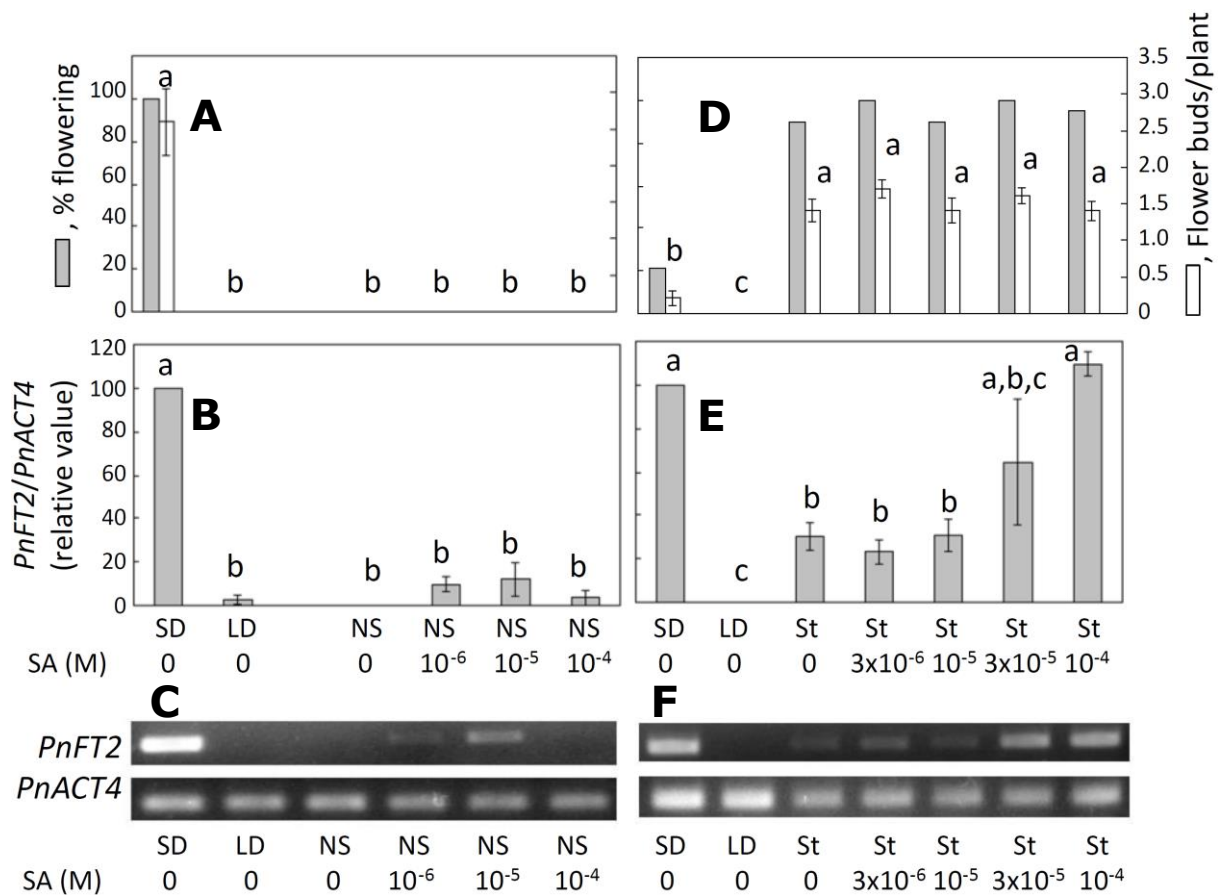 , % flowering
100
80
60
40
20
0
A
a
b
b
b
b
b
D
b
c
a
a
a
a
a
3.5
3.0
2.5
2.0
1.5
1.0
0.5
0
, Flower buds/plant
PnFT2/PnACT4
(relative value)
120
100
80
60
40
20
0
B
a
b
b
b
b
b
E
a
c
b
b
b
a,b,c
a
SD LD NS NS NS NS SD LD St St St St St
SA (M) 0 0 0 10⁻⁶ 10⁻⁵ 10⁻⁴ 0 0 0 3x10⁻⁶ 10⁻⁵ 3x10⁻⁵ 10⁻⁴
C F
PnFT2
PnACT4
SD LD NS NS NS NS SD LD St St St St St
SA (M) 0 0 0 10⁻⁶ 10⁻⁵ 10⁻⁴ 0 0 0 3x10⁻⁶ 10⁻⁵ 3x10⁻⁵ 10⁻⁴